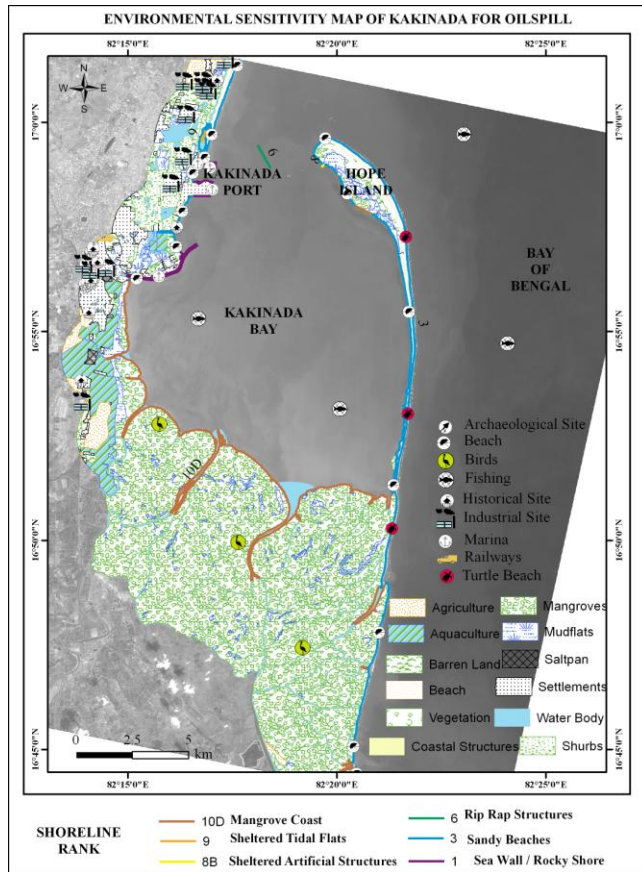 ENVIRONMENTAL SENSITIVITY MAP OF KAKINADA FOR OILSPILL
82°15'0"E 82°20'0"E 82°25'0"E
N
W E
S
17°0'0"N 17°0'0"N
6
6
8
KAKINADA
PORT
HOPE
ISLAND
BAY
OF
BENGAL
KAKINADA
BAY
3
16°55'0"N 16°55'0"N
10D
Archaeological Site
Beach
Birds
Fishing
Historical Site
Industrial Site
Marina
Railways
Turtle Beach
16°50'0"N 16°50'0"N
Agriculture Mangroves
Aquaculture Mudflats
Barren Land Saltpan
Beach Settlements
Vegetation Water Body
Coastal Structures Shurbs
0 2.5 5
km
16°45'0"N 16°45'0"N
82°15'0"E 82°20'0"E 82°25'0"E
SHORELINE
RANK
10D Mangrove Coast
9 Sheltered Tidal Flats
8B Sheltered Artificial Structures
6 Rip Rap Structures
3 Sandy Beaches
1 Sea Wall / Rocky Shore